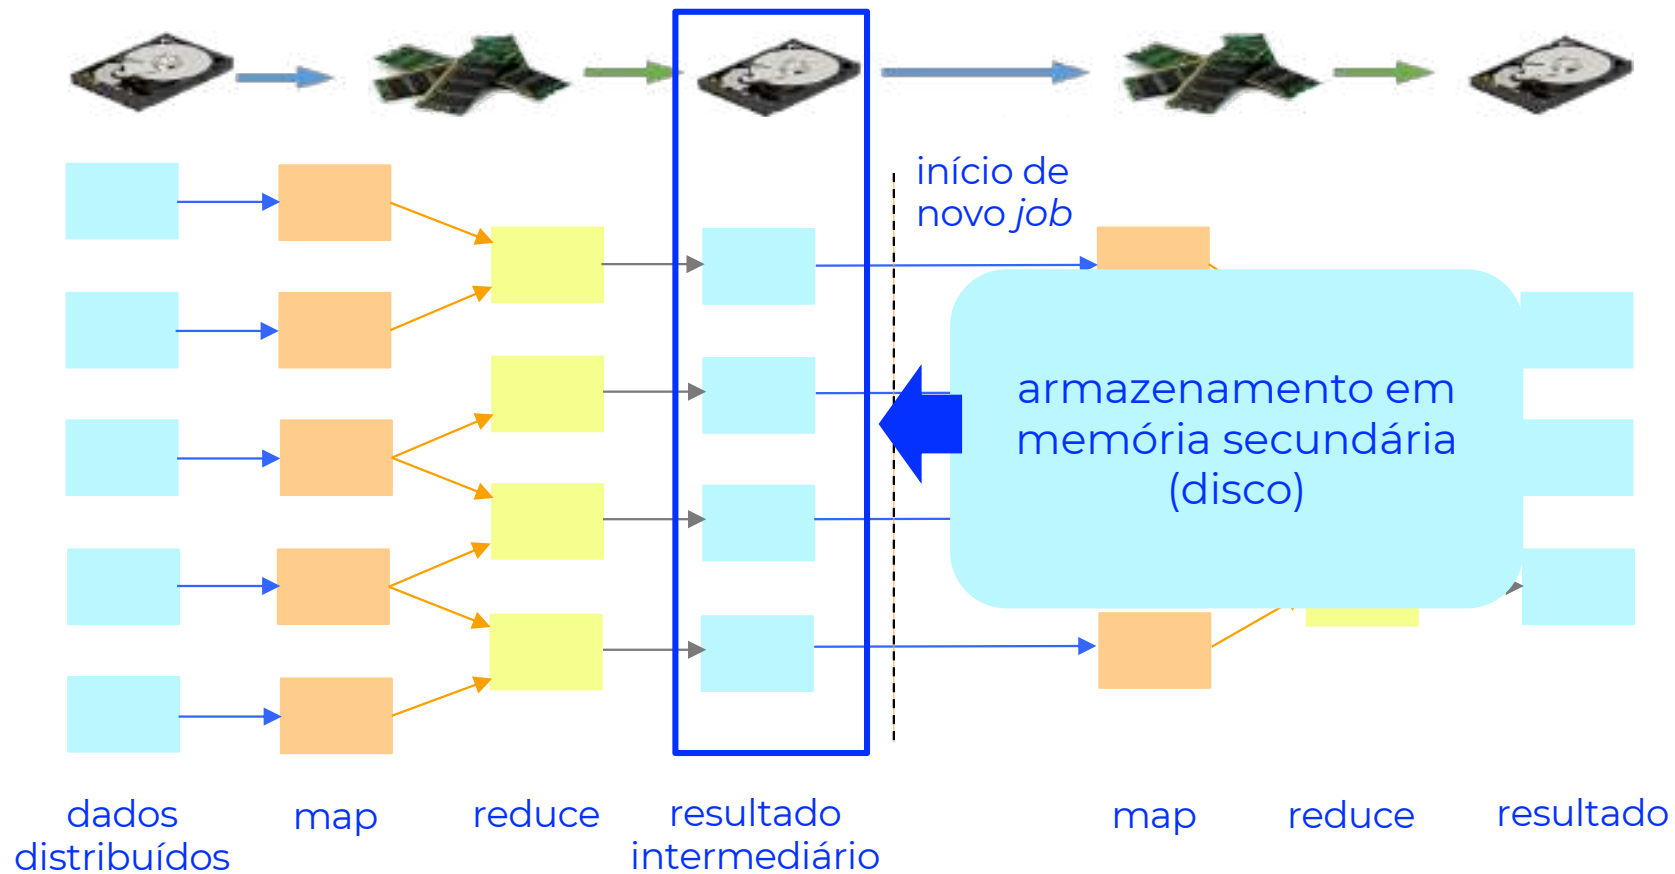 início de
novo job
armazenamento em
memória secundária
(disco)
dados
distribuídos
map
reduce
resultado
intermediário
map
reduce
resultado